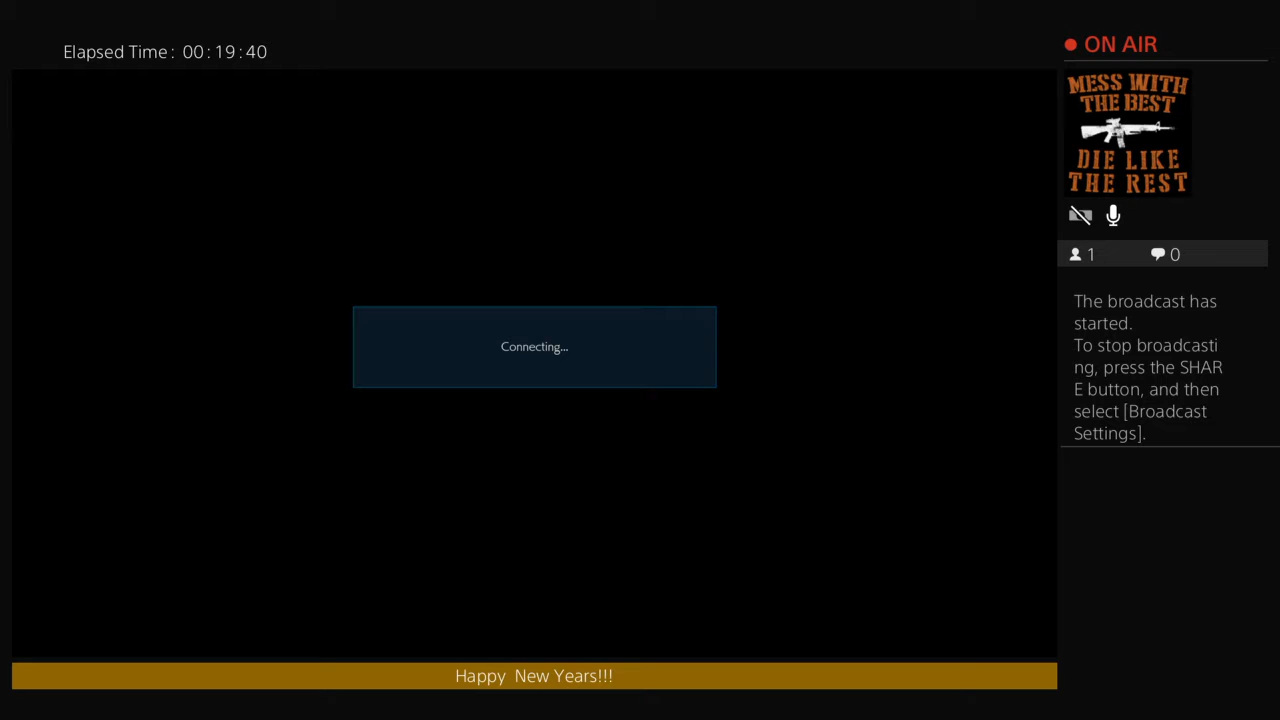 Elapsed Time: 00:19:40
ON AIR
MESS WITH
THE BEST
DIE LIKE
THE REST
1 0
The broadcast has
started.
To stop broadcasti
ng, press the SHAR
E button, and then
select [Broadcast
Settings].
Connecting...
Happy New Years!!!